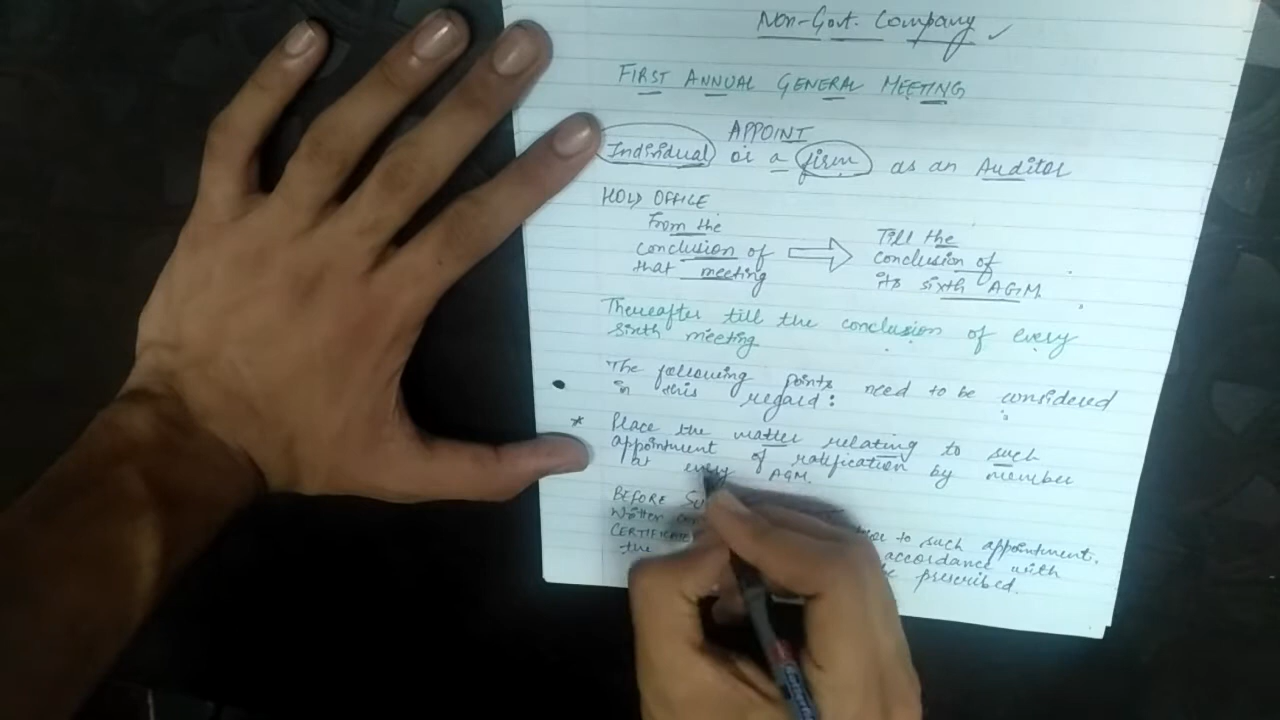 Non-Govt. Company
FIRST ANNUAL GENERAL MEETING
APPOINT
Individual or a firm as an Auditor
HOLD OFFICE
From the
conclusion of
that meeting
Till the
conclusion of
its sixth AGM.
Thereafter till the conclusion of every
sixth meeting
The following points need to be considered
in this regard:
* Place the matter relating to such
appointment of ratification by member
at every AGM.
BEFORE
to such appointment.
the accordance with
prescribed.